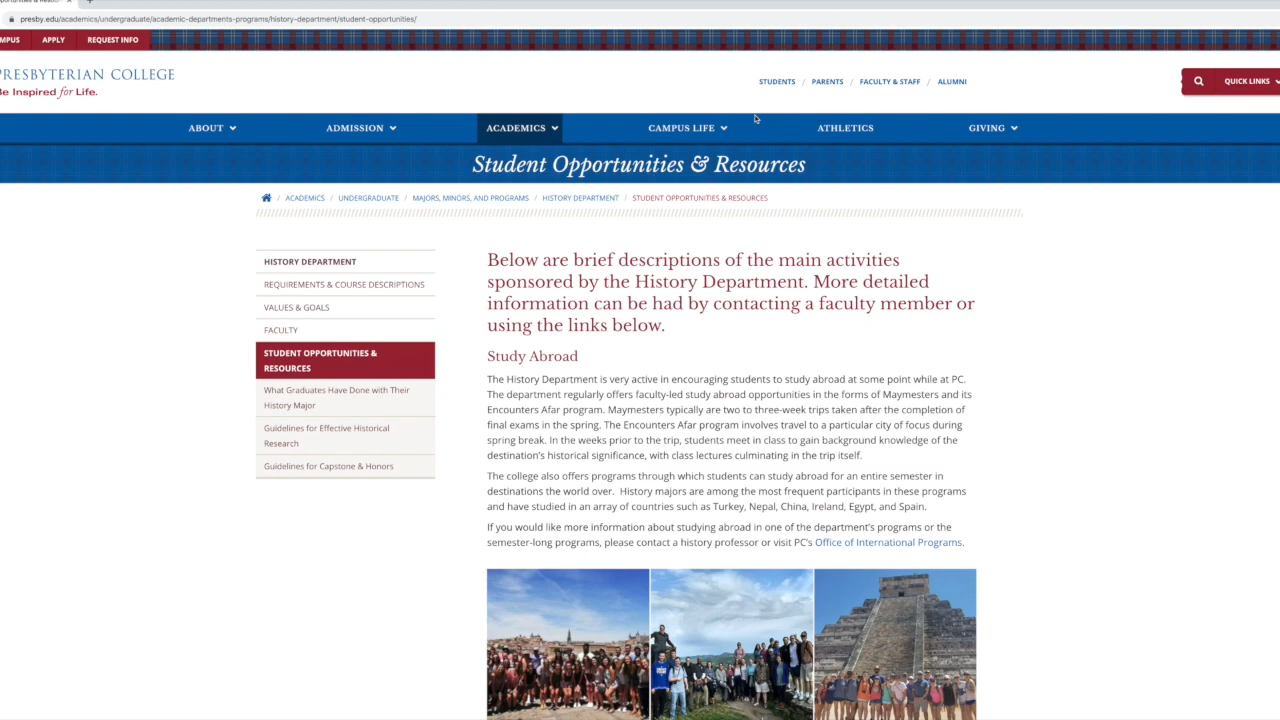 presby.edu/academics/undergraduate/academic-departments-programs/history-department/student-opportunities/
APPLY
REQUEST INFO
PRESBYTERIAN COLLEGE
Be Inspired for Life.
STUDENTS / PARENTS / FACULTY & STAFF / ALUMNI
QUICK LINKS
ABOUT
ADMISSION
ACADEMICS
CAMPUS LIFE
ATHLETICS
GIVING
Student Opportunities & Resources
/ ACADEMICS / UNDERGRADUATE / MAJORS, MINORS, AND PROGRAMS / HISTORY DEPARTMENT / STUDENT OPPORTUNITIES & RESOURCES
HISTORY DEPARTMENT
REQUIREMENTS & COURSE DESCRIPTIONS
VALUES & GOALS
FACULTY
STUDENT OPPORTUNITIES &
RESOURCES
What Graduates Have Done with Their
History Major
Guidelines for Effective Historical
Research
Guidelines for Capstone & Honors
Below are brief descriptions of the main activities
sponsored by the History Department. More detailed
information can be had by contacting a faculty member or
using the links below.
Study Abroad
The History Department is very active in encouraging students to study abroad at some point while at PC.
The department regularly offers faculty-led study abroad opportunities in the forms of Maymesters and its
Encounters Afar program. Maymesters typically are two to three-week trips taken after the completion of
final exams in the spring. The Encounters Afar program involves travel to a particular city of focus during
spring break. In the weeks prior to the trip, students meet in class to gain background knowledge of the
destination's historical significance, with class lectures culminating in the trip itself.
The college also offers programs through which students can study abroad for an entire semester in
destinations the world over. History majors are among the most frequent participants in these programs
and have studied in an array of countries such as Turkey, Nepal, China, Ireland, Egypt, and Spain.
If you would like more information about studying abroad in one of the department's programs or the
semester-long programs, please contact a history professor or visit PC's Office of International Programs.